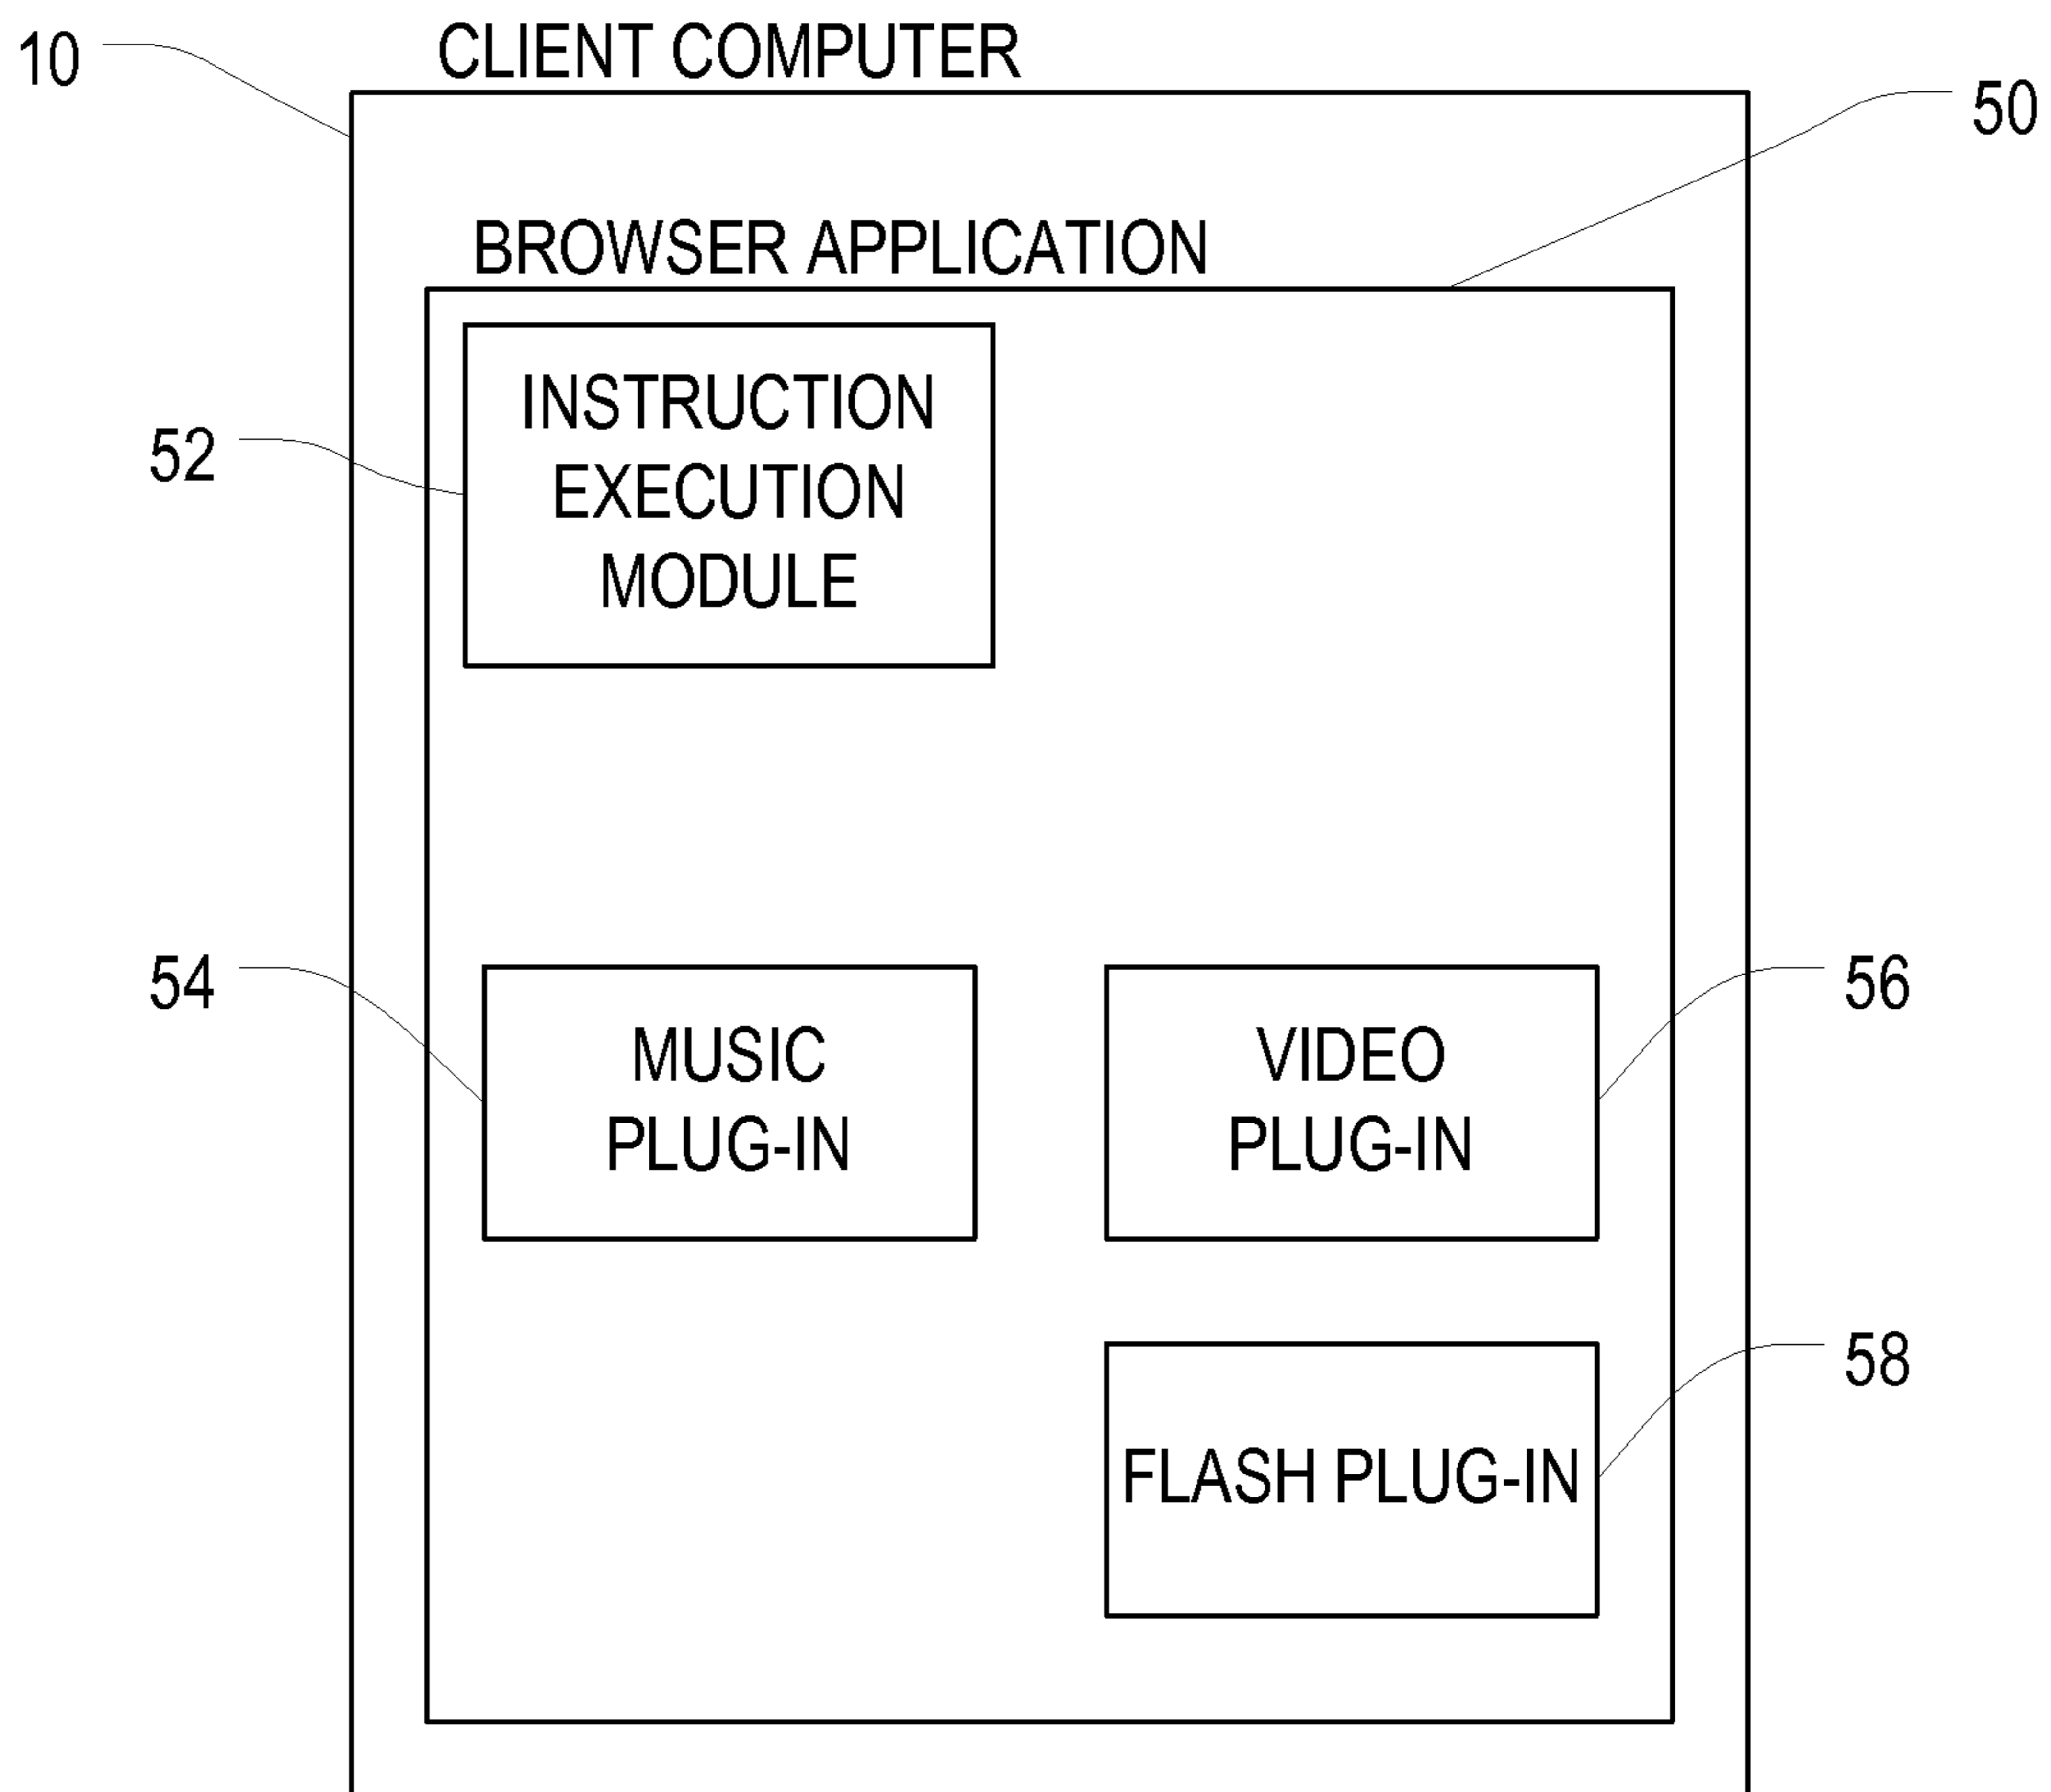 10
CLIENT COMPUTER
50
BROWSER APPLICATION
52
INSTRUCTION
EXECUTION
MODULE
54
MUSIC
PLUG-IN
VIDEO
PLUG-IN
56
FLASH PLUG-IN
58